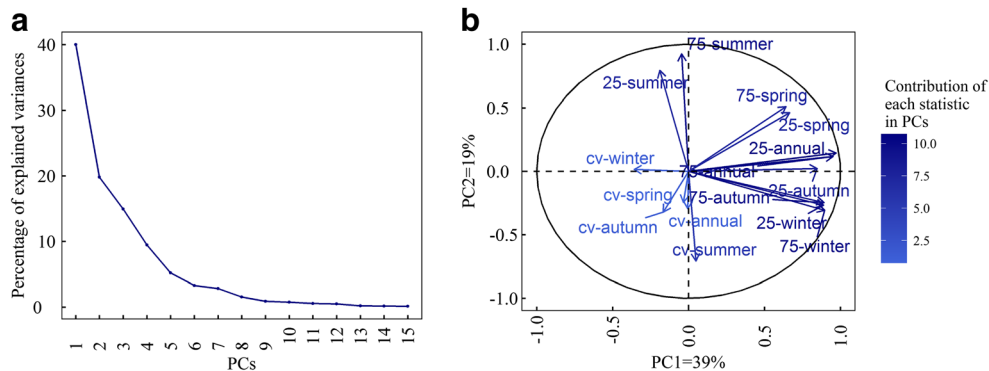 a
Percentage of explained variances
40
30
20
10
0
1
2
3
4
5
6
7
8
9
10
11
12
13
14
15
PCs
b
PC2=19%
1.0
0.5
0.0
-0.5
-1.0
75-summer
25-summer
75-spring
25-spring
25-annual
cv-winter
75-annual
cv-spring
75-autumn
25-autumn
cv-autumn
cv-annual
25-winter
cv-summer
75-winter
-1.0
-0.5
0.0
0.5
1.0
PC1=39%
Contribution of
each statistic
in PCs
10.0
7.5
5.0
2.5